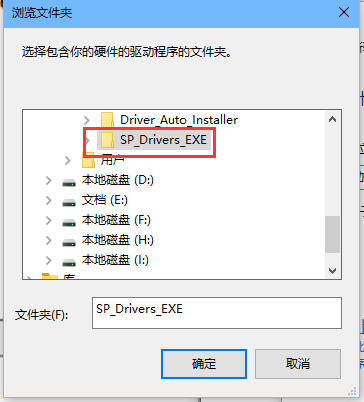 浏览文件夹
选择包含你的硬件的驱动程序的文件夹。
Driver_Auto_Installer
SP_Drivers_EXE
用户
本地磁盘 (D:)
文档 (E:)
本地磁盘 (F:)
本地磁盘 (H:)
本地磁盘 (I:)
文件夹(F): SP_Drivers_EXE
确定 取消